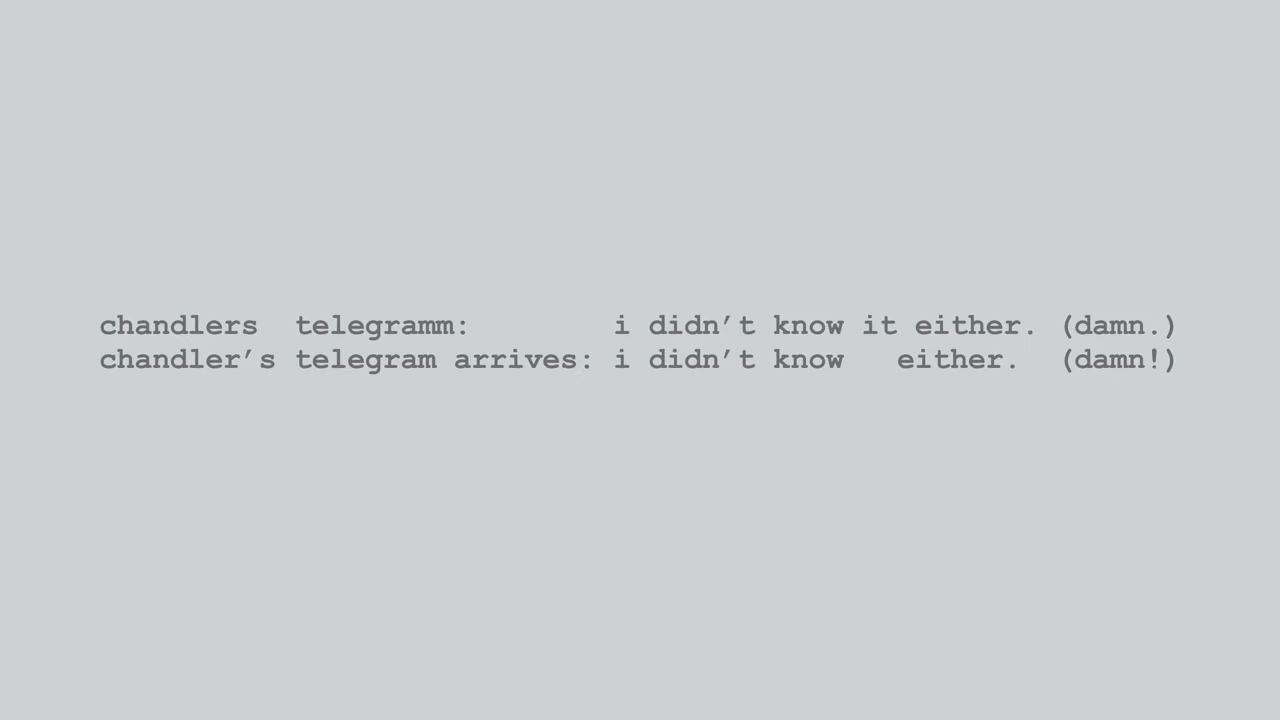 chandlers  telegramm:        i didn’t know it either. (damn.)
chandler’s telegram arrives: i didn’t know   either.  (damn!)